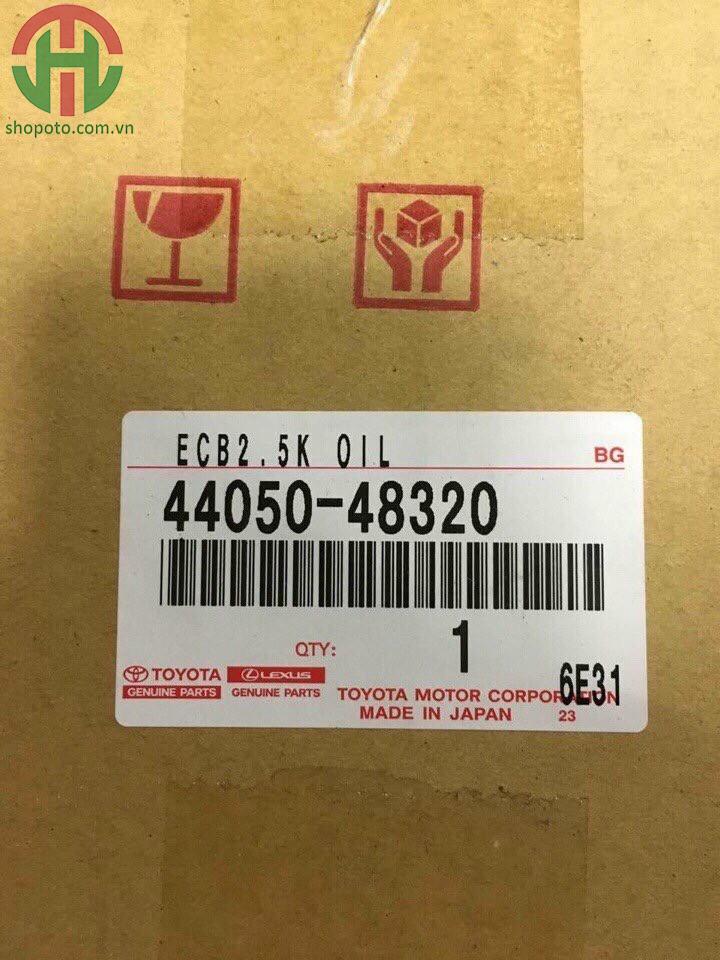 shopoto.com.vn
ECB2.5K OIL
BG
44050-48320
QTY: 1
TOYOTA LEXUS
GENUINE PARTS GENUINE PARTS
6E31
TOYOTA MOTOR CORPORATION
MADE IN JAPAN 23